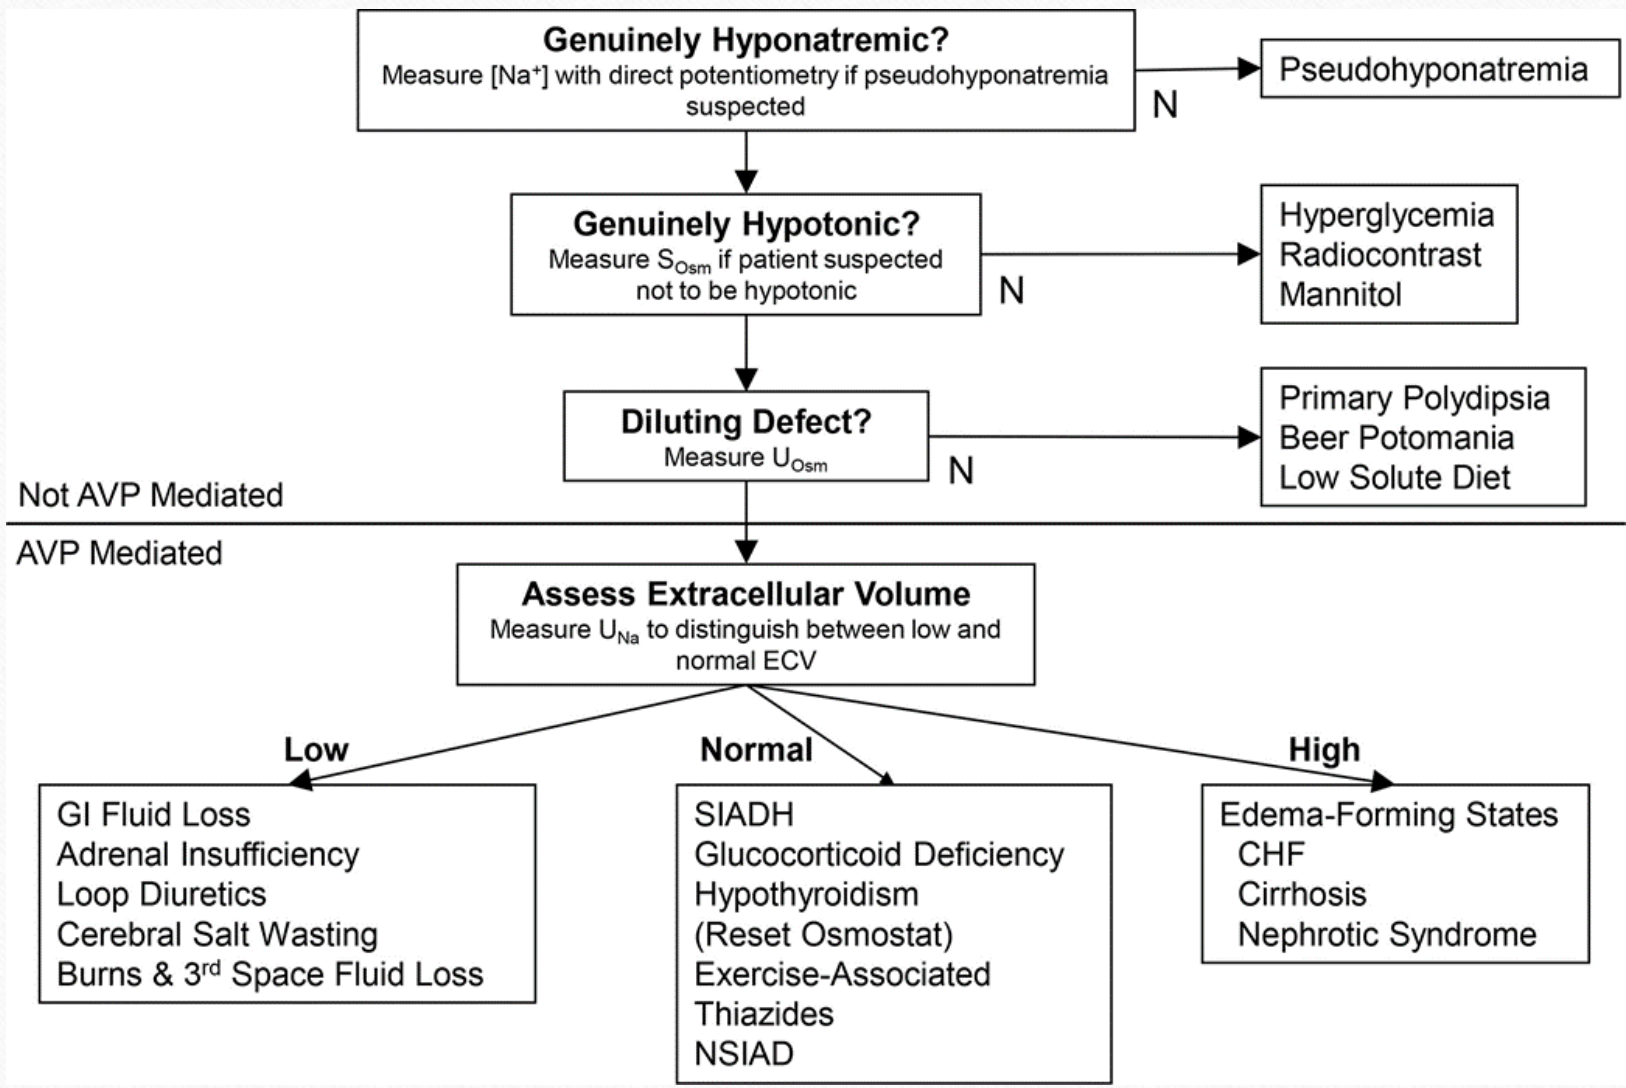 Genuinely Hyponatremic?
Measure [Na⁺] with direct potentiometry if pseudohyponatremia
suspected
N
Pseudohyponatremia
Genuinely Hypotonic?
Measure S_Osm if patient suspected
not to be hypotonic
N
Hyperglycemia
Radiocontrast
Mannitol
Diluting Defect?
Measure U_Osm
N
Primary Polydipsia
Beer Potomania
Low Solute Diet
Not AVP Mediated
AVP Mediated
Assess Extracellular Volume
Measure U_Na to distinguish between low and
normal ECV
Low
Normal
High
GI Fluid Loss
Adrenal Insufficiency
Loop Diuretics
Cerebral Salt Wasting
Burns & 3rd Space Fluid Loss
SIADH
Glucocorticoid Deficiency
Hypothyroidism
(Reset Osmostat)
Exercise-Associated
Thiazides
NSIAD
Edema-Forming States
CHF
Cirrhosis
Nephrotic Syndrome